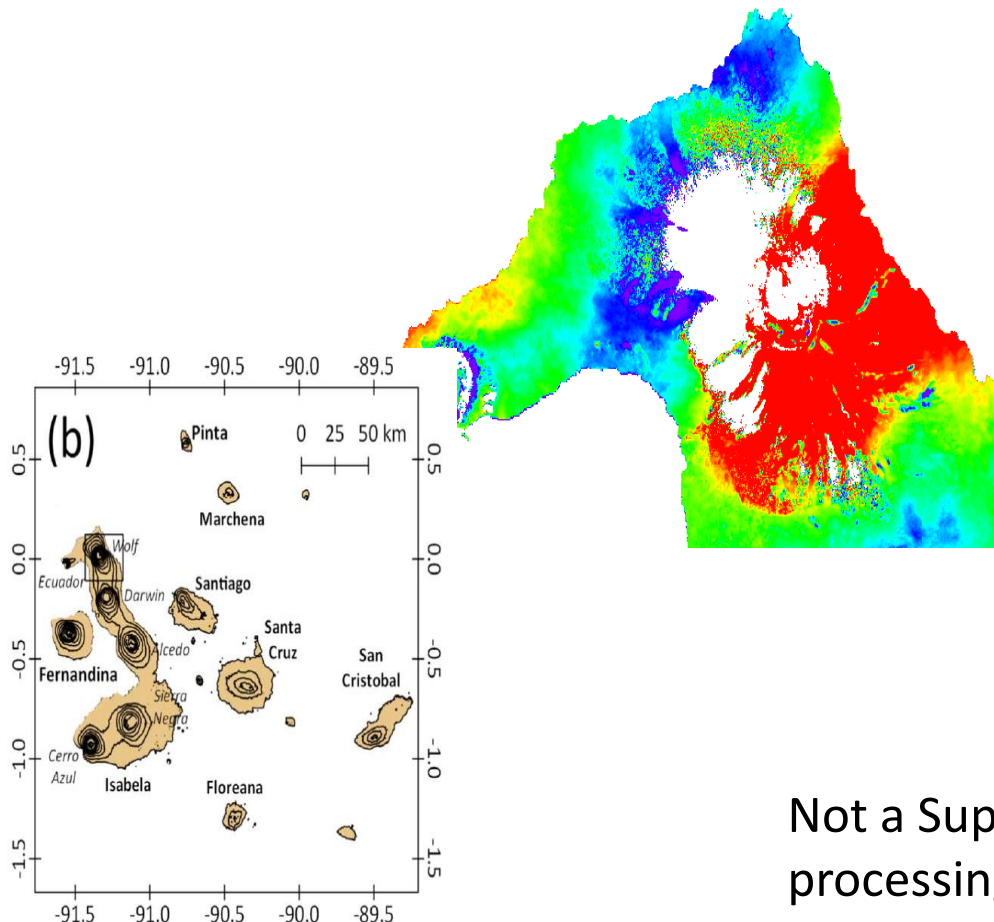 -91.5 -91.0 -90.5 -90.0 -89.5
(b)
Pinta
0 25 50 km
0.5
0.5
Marchena
Wolf
0.0
0.0
Ecuador
Darwin
Santiago
Santa
Cruz
Alcedo
San
Cristobal
-0.5
-0.5
Fernandina
Sierra
Negra
Cerro
Azul
-1.0
-1.0
Isabela
Floreana
-1.5
-1.5
-91.5 -91.0 -90.5 -90.0 -89.5
Not a Sup
processin